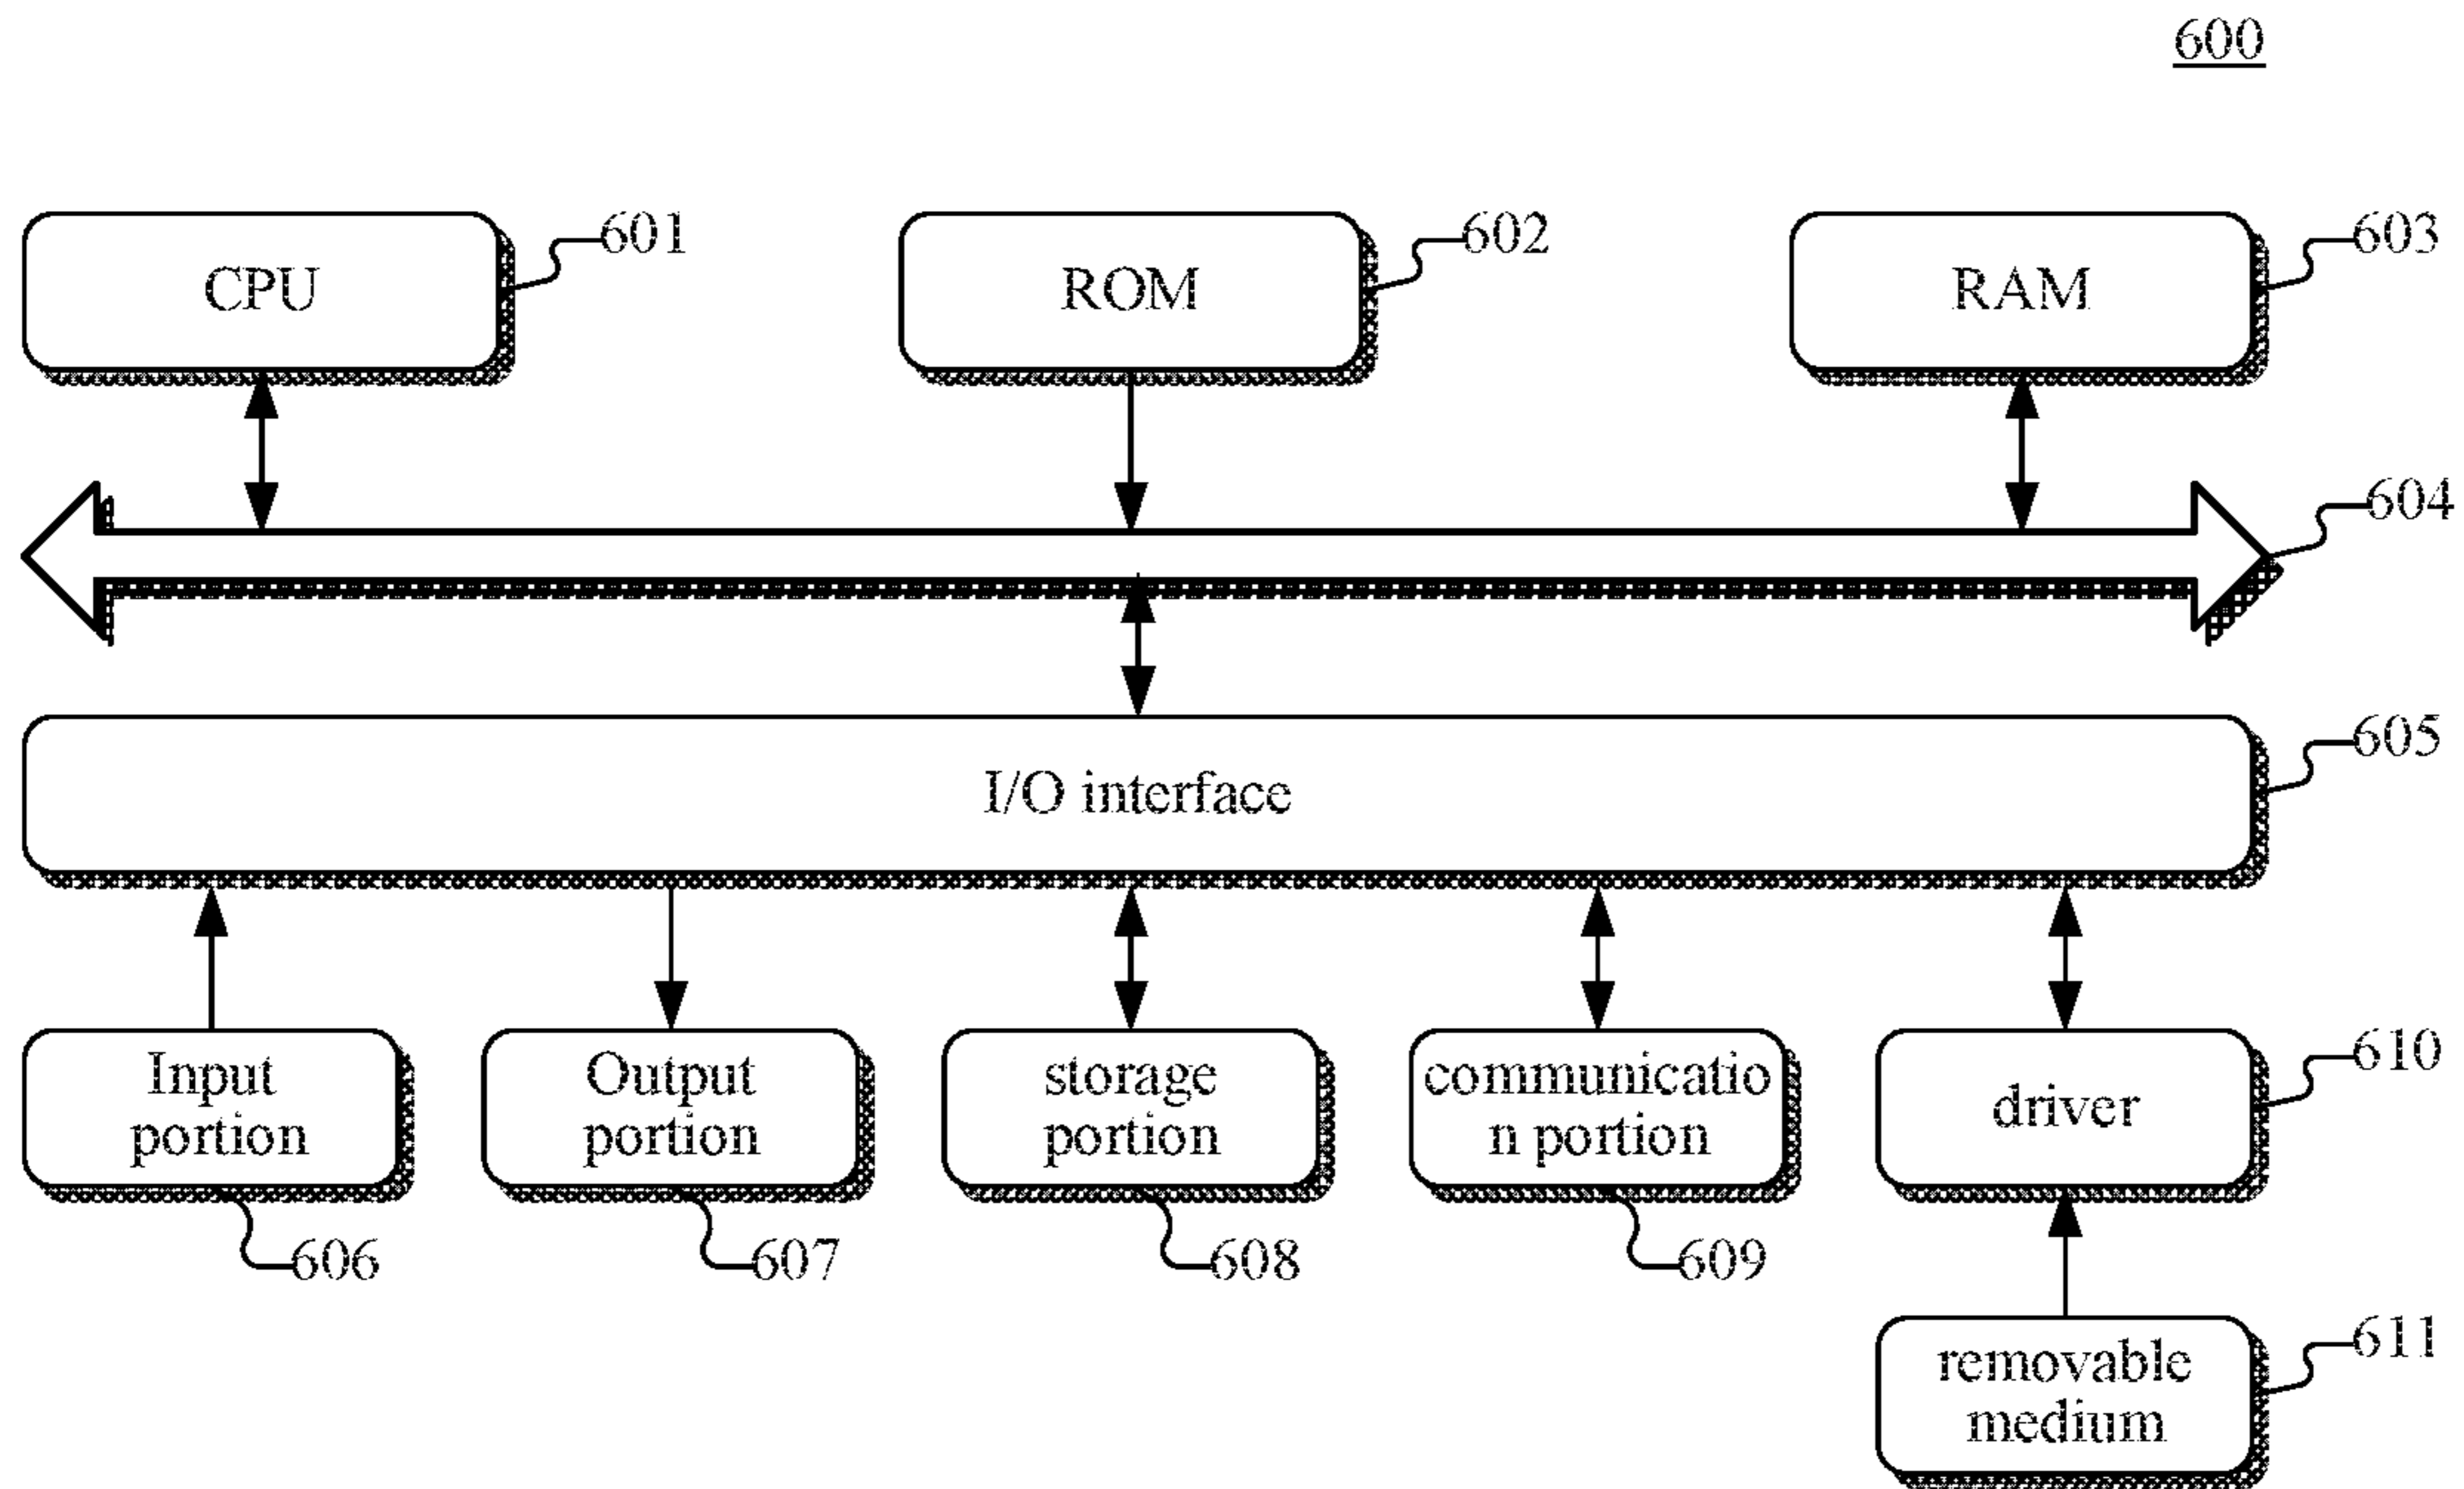 600
CPU
601
ROM
602
RAM
603
604
I/O interface
605
Input
portion
606
Output
portion
607
storage
portion
608
communicatio
n portion
609
driver
610
removable
medium
611